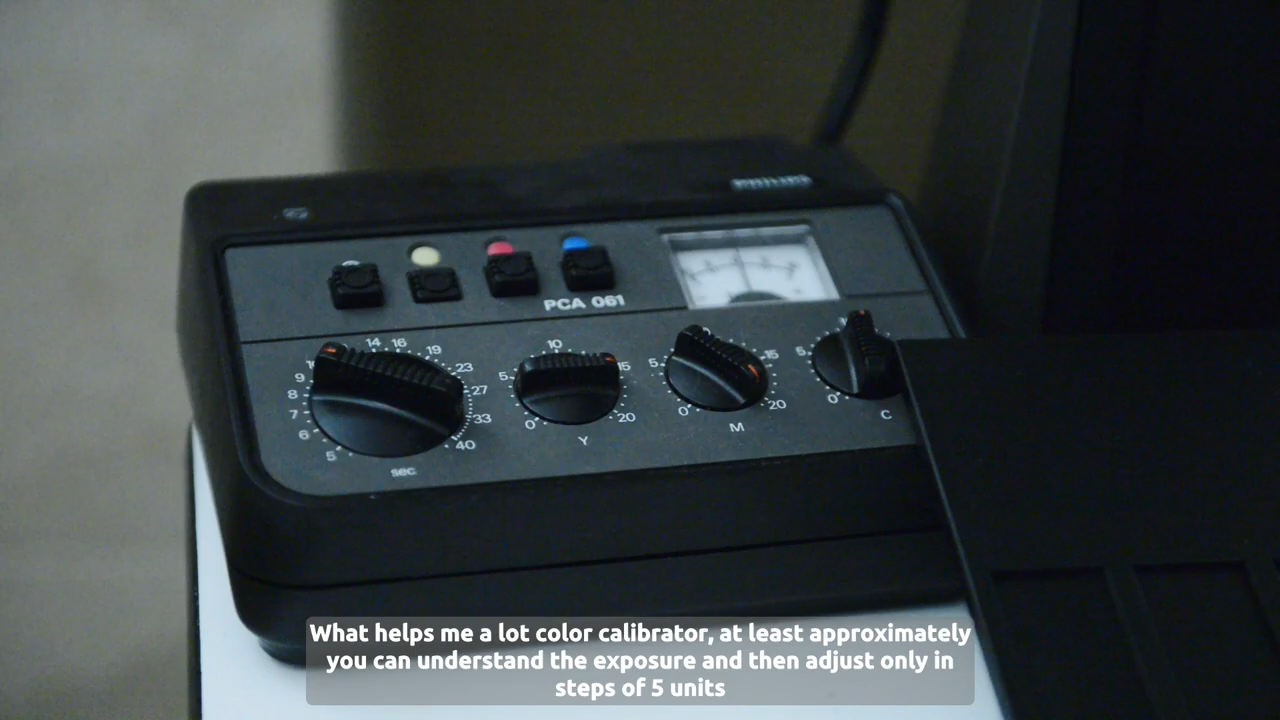 PHILIPS
PCA 061
14 16 19 23 27 33 40
9 8 7 6 5
sec
0 5 10 15 20
Y
0 5 15 20
M
0 5
C
What helps me a lot color calibrator, at least approximately
you can understand the exposure and then adjust only in
steps of 5 units